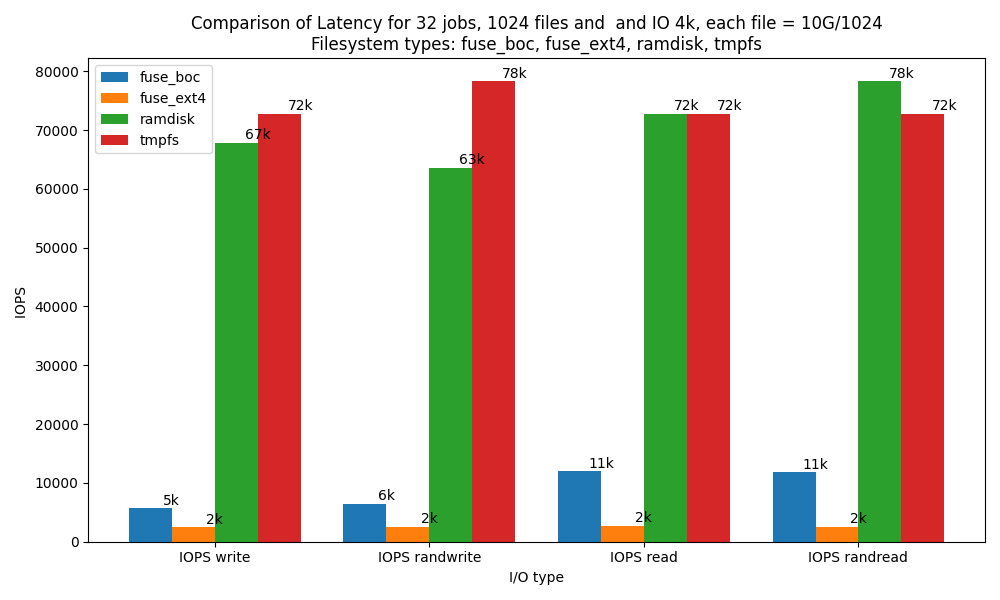 Comparison of Latency for 32 jobs, 1024 files and  and IO 4k, each file = 10G/1024
Filesystem types: fuse_boc, fuse_ext4, ramdisk, tmpfs
fuse_boc
fuse_ext4
ramdisk
tmpfs
IOPS
80000
70000
60000
50000
40000
30000
20000
10000
0
5k
2k
67k
72k
6k
2k
63k
78k
11k
2k
72k
72k
11k
2k
78k
72k
IOPS write
IOPS randwrite
IOPS read
IOPS randread
I/O type